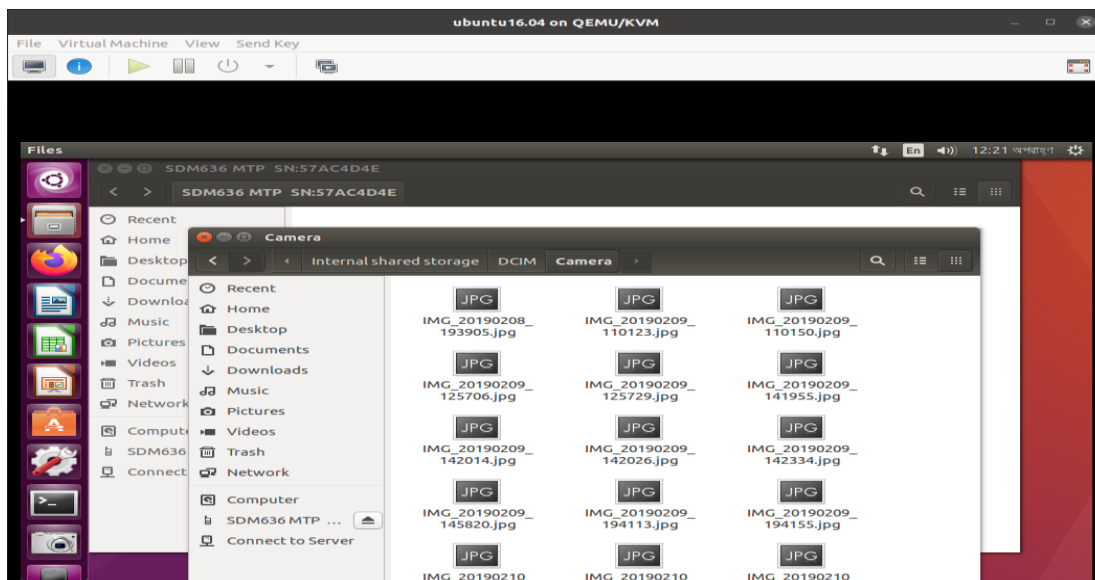 ubuntu16.04 on QEMU/KVM
File Virtual Machine View Send Key
Files
En 12:21 অপরাহ্ণ
SDM636 MTP SN:57AC4D4E
SDM636 MTP SN:57AC4D4E
Recent
Home
Desktop
Docume
Downloa
Music
Pictures
Videos
Trash
Network
Compute
SDM636
Connect
Camera
Internal shared storage DCIM Camera
Recent
Home
Desktop
Documents
Downloads
Music
Pictures
Videos
Trash
Network
Computer
SDM636 MTP ...
Connect to Server
JPG JPG JPG
IMG_20190208_ IMG_20190209_ IMG_20190209_
193905.jpg 110123.jpg 110150.jpg
JPG JPG JPG
IMG_20190209_ IMG_20190209_ IMG_20190209_
125706.jpg 125729.jpg 141955.jpg
JPG JPG JPG
IMG_20190209_ IMG_20190209_ IMG_20190209_
142014.jpg 142026.jpg 142334.jpg
JPG JPG JPG
IMG_20190209_ IMG_20190209_ IMG_20190209_
145820.jpg 194113.jpg 194155.jpg
JPG JPG JPG
IMG_20190210 IMG_20190210 IMG_20190210